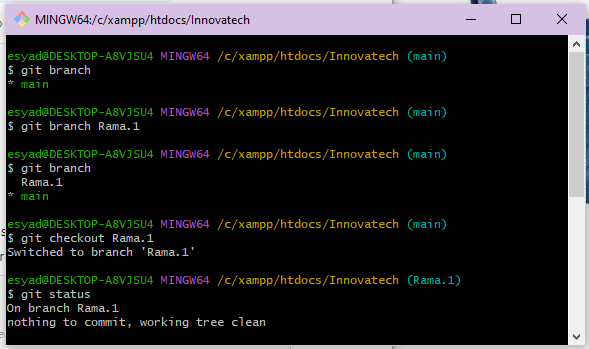 MINGW64:/c/xampp/htdocs/Innovatech
esyad@DESKTOP-A8VJSU4 MINGW64 /c/xampp/htdocs/Innovatech (main)
$ git branch
* main
esyad@DESKTOP-A8VJSU4 MINGW64 /c/xampp/htdocs/Innovatech (main)
$ git branch Rama.1
esyad@DESKTOP-A8VJSU4 MINGW64 /c/xampp/htdocs/Innovatech (main)
$ git branch
  Rama.1
* main
esyad@DESKTOP-A8VJSU4 MINGW64 /c/xampp/htdocs/Innovatech (main)
$ git checkout Rama.1
Switched to branch 'Rama.1'
esyad@DESKTOP-A8VJSU4 MINGW64 /c/xampp/htdocs/Innovatech (Rama.1)
$ git status
On branch Rama.1
nothing to commit, working tree clean